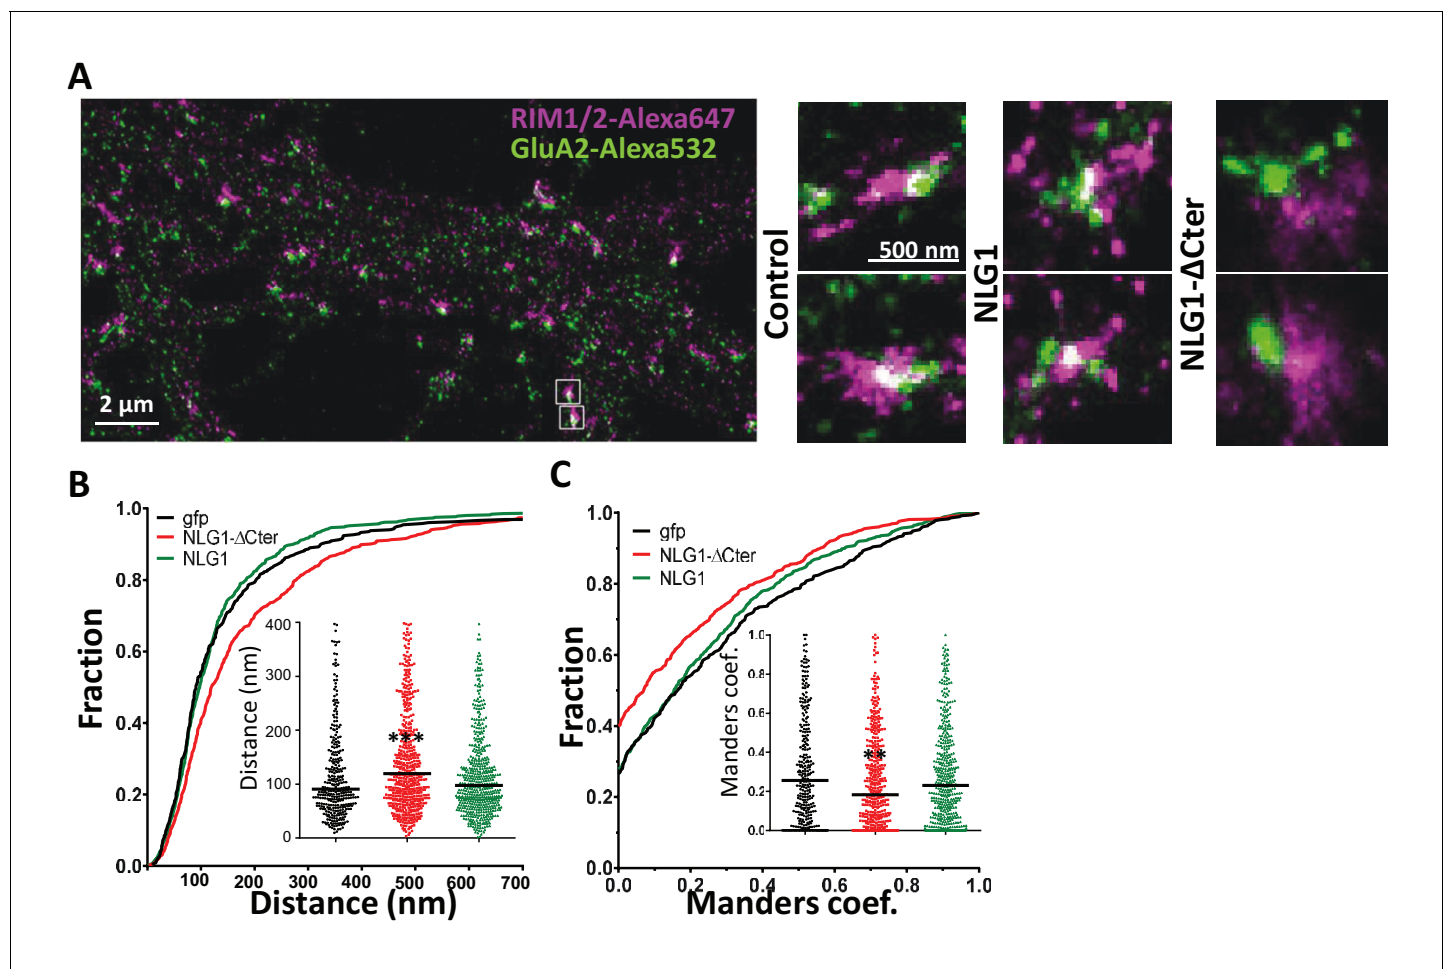 A
RIM1/2-Alexa647
GluA2-Alexa532
2 µm
Control
500 nm
NLG1
NLG1-ΔCter
B
Fraction
1.0
0.8
0.6
0.4
0.2
0.0
gfp
NLG1-ΔCter
NLG1
Distance (nm)
400
300
200
100
0
***
100 200 300 400 500 600 700
Distance (nm)
C
Fraction
1.0
0.8
0.6
0.4
0.2
0.0
gfp
NLG1-ΔCter
NLG1
Manders coef.
1.0
0.8
0.6
0.4
0.2
0.0
**
0.0 0.2 0.4 0.6 0.8 1.0
Manders coef.